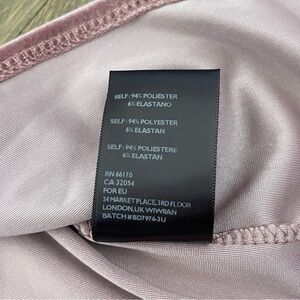 SELF: 94% POLIÉSTER
6% ELASTANO
SELF: 94% POLYESTER
6% ELASTAN
SELF: 94% POLIESTERE
6% ELASTAN
RN 66170
CA 32054
FOR EU
24 MARKET PLACE, 3RD FLOOR
LONDON, UK W1W8AN
BATCH #BD7976-3U